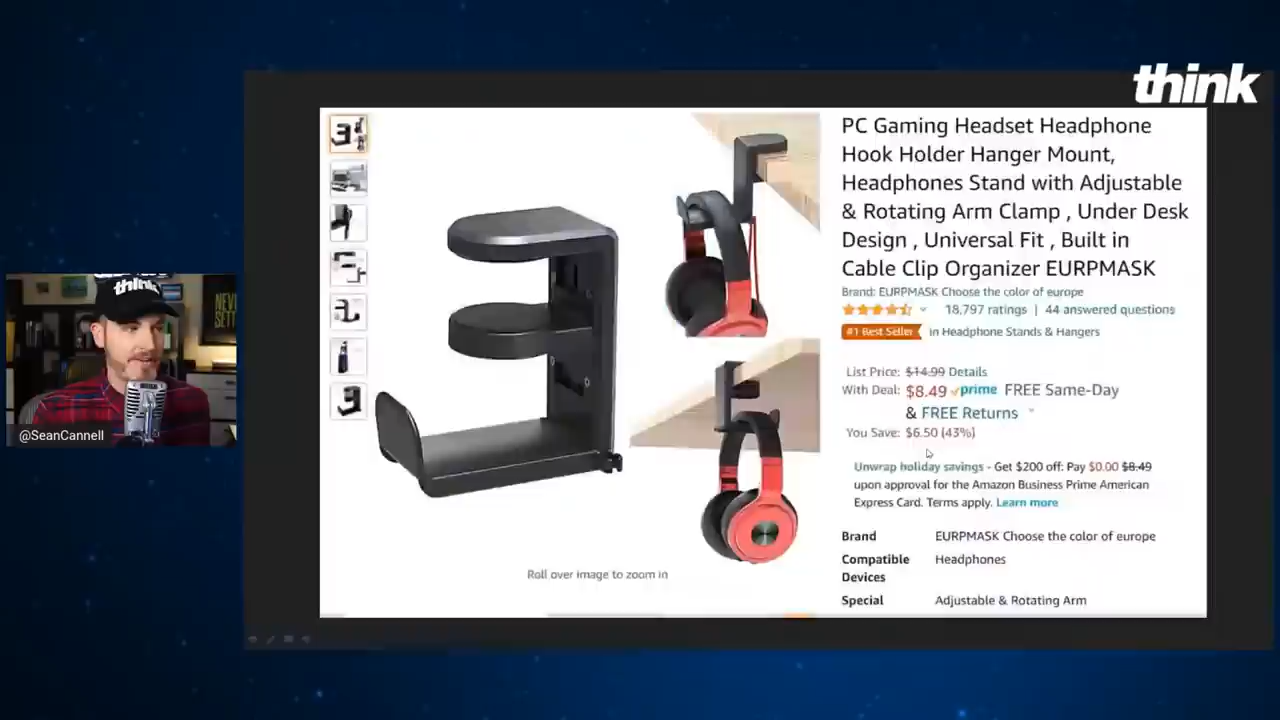 think
PC Gaming Headset Headphone
Hook Holder Hanger Mount,
Headphones Stand with Adjustable
& Rotating Arm Clamp , Under Desk
Design , Universal Fit , Built in
Cable Clip Organizer EURPMASK
Brand: EURPMASK Choose the color of europe
18,797 ratings | 44 answered questions
#1 Best Seller in Headphone Stands & Hangers
List Price: $14.99 Details
With Deal: $8.49 prime FREE Same-Day
& FREE Returns
You Save: $6.50 (43%)
Unwrap holiday savings - Get $200 off: Pay $0.00 $8.49
upon approval for the Amazon Business Prime American
Express Card. Terms apply. Learn more
Brand EURPMASK Choose the color of europe
Compatible Devices Headphones
Special Adjustable & Rotating Arm
Roll over image to zoom in
think
NEVER
SETT
@SeanCannell